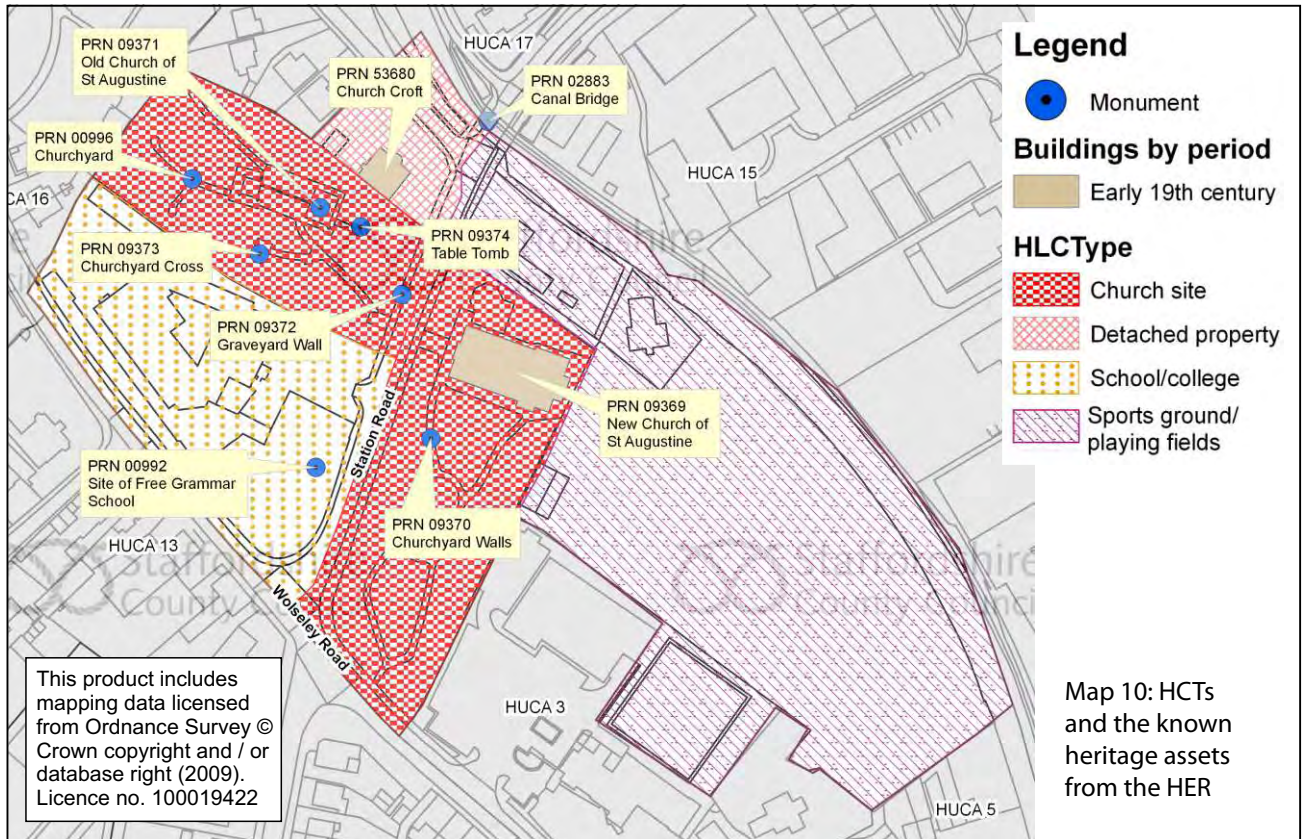 HUCA 17
PRN 09371
Old Church of
St Augustine
PRN 53680
Church Croft
PRN 02883
Canal Bridge
PRN 00996
Churchyard
HUCA 15
CA 16
PRN 09374
Table Tomb
PRN 09373
Churchyard Cross
PRN 09372
Graveyard Wall
Station Road
PRN 09369
New Church of
St Augustine
PRN 00992
Site of Free Grammar
School
PRN 09370
Churchyard Walls
HUCA 13
Wolseley Road
HUCA 3
HUCA 5
Staffordshire
County Council
Staffordshire
County Council
Legend
Monument
Buildings by period
Early 19th century
HLCType
Church site
Detached property
School/college
Sports ground/
playing fields
This product includes
mapping data licensed
from Ordnance Survey ©
Crown copyright and / or
database right (2009).
Licence no. 100019422
Map 10: HCTs
and the known
heritage assets
from the HER